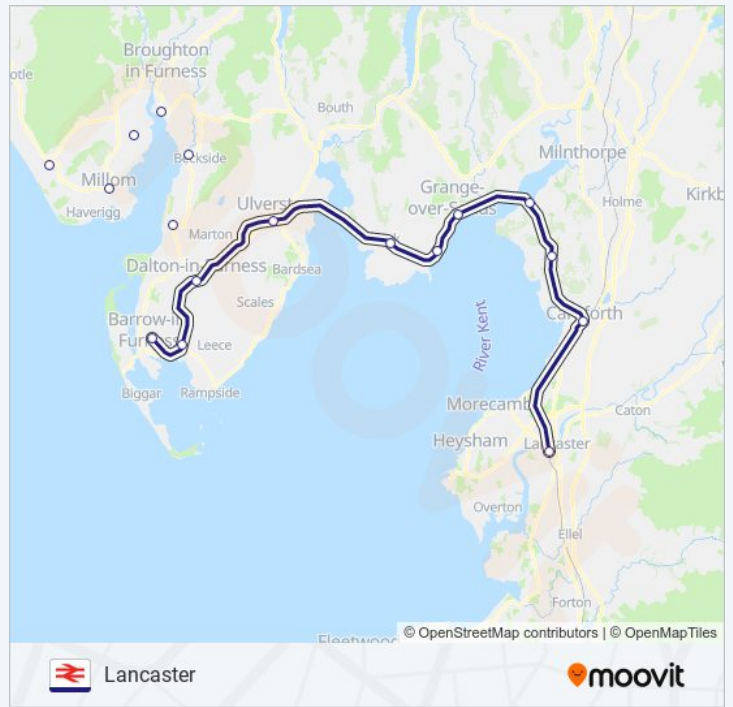 Broughton
in Furness
otle
Bouth
Beckside
Milnthorpe
Millom
Haverigg
Grange-
over-Sands
Kirkb
Holme
Ulverst
Marton
Dalton-in-Furness
Bardsea
Scales
Carnforth
Barrow-in
Furness
Leece
River Kent
Biggar
Rampside
Morecamb
Caton
Heysham
Lancaster
Overton
Ellel
Forton
Fleetwood
© OpenStreetMap contributors | © OpenMapTiles
Lancaster
moovit